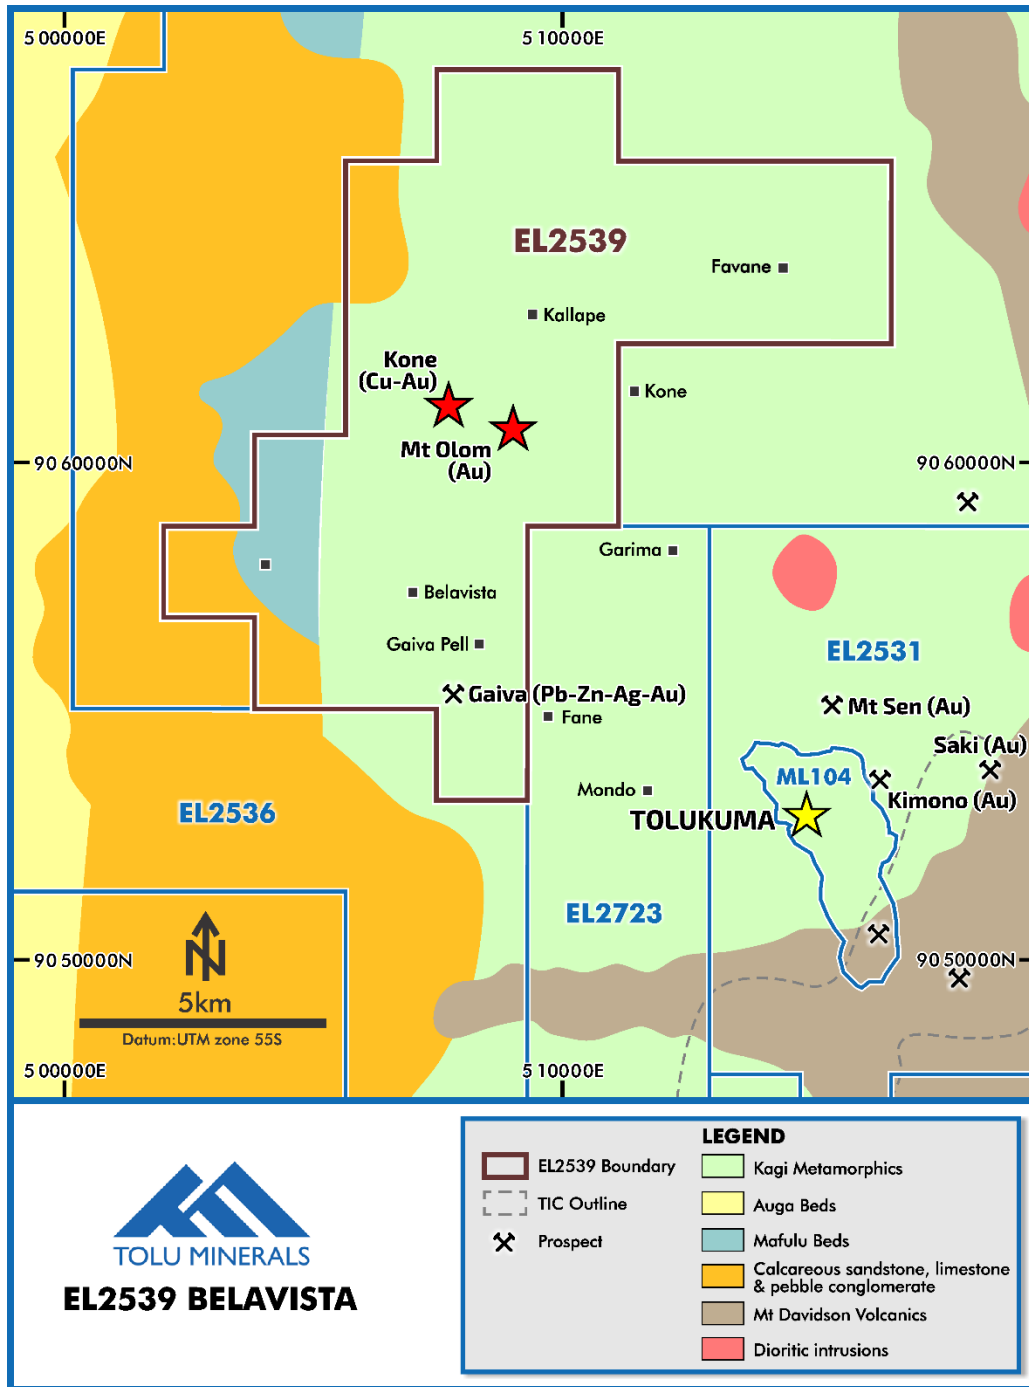 5 00000E
5 10000E
EL2539
Favane
Kallape
Kone
(Cu-Au)
Kone
Mt Olom
(Au)
90 60000N
90 60000N
Garima
Belavista
Gaiva Pell
EL2531
Gaiva (Pb-Zn-Ag-Au)
Fane
Mt Sen (Au)
Saki (Au)
ML104
Kimono (Au)
Mondo
TOLUKUMA
EL2536
EL2723
N
90 50000N
90 50000N
5km
Datum:UTM zone 55S
5 00000E
5 10000E
TOLU MINERALS
EL2539 BELAVISTA
LEGEND
EL2539 Boundary
TIC Outline
Prospect
Kagi Metamorphics
Auga Beds
Mafulu Beds
Calcareous sandstone, limestone
& pebble conglomerate
Mt Davidson Volcanics
Dioritic intrusions